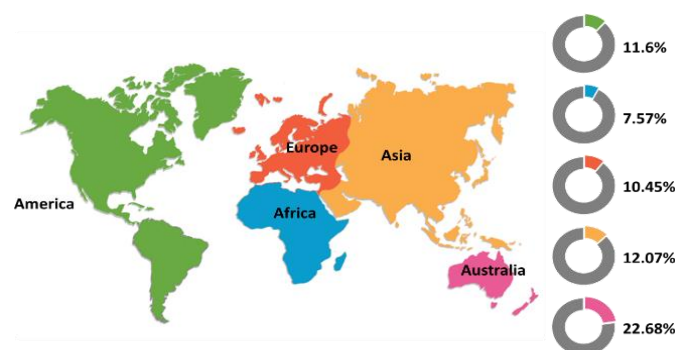 11.6%
7.57%
Europe
Asia
10.45%
America
Africa
12.07%
Australia
22.68%